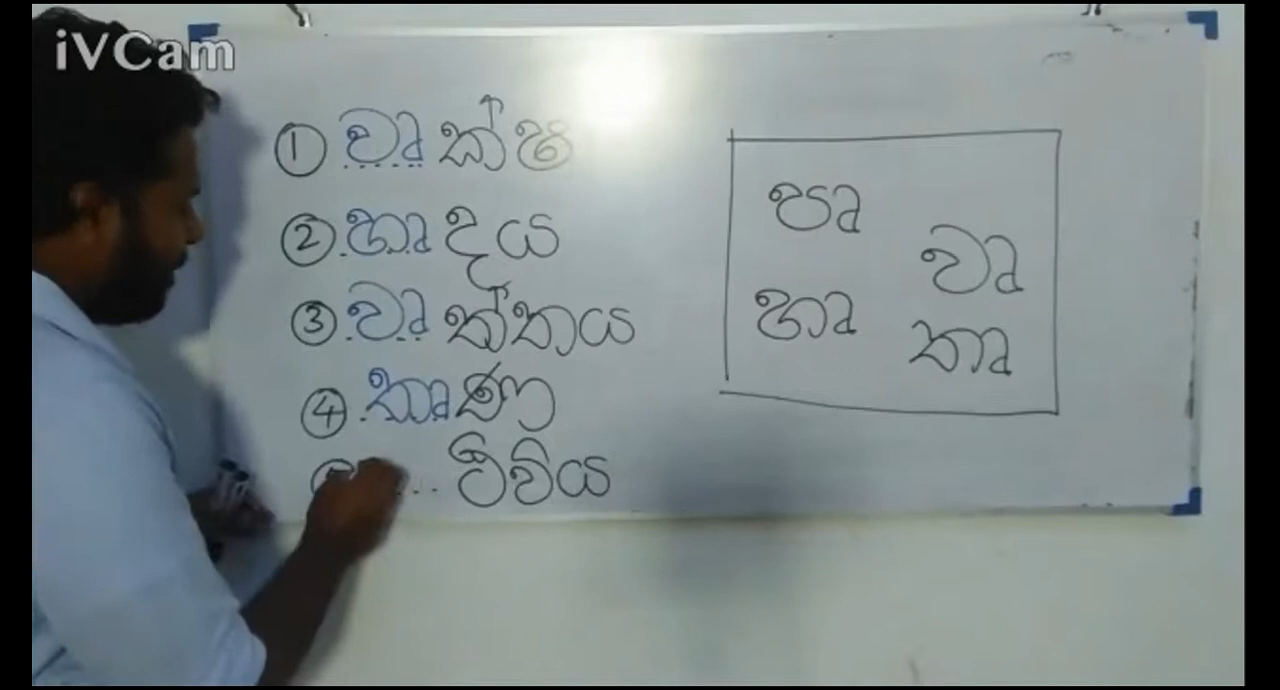 iVCam
① වෘක්ෂ
② හෘදය
③ වෘත්තය
④ තෘණ
... ථිවිය
පෘ
වෘ
හෘ
තෘ